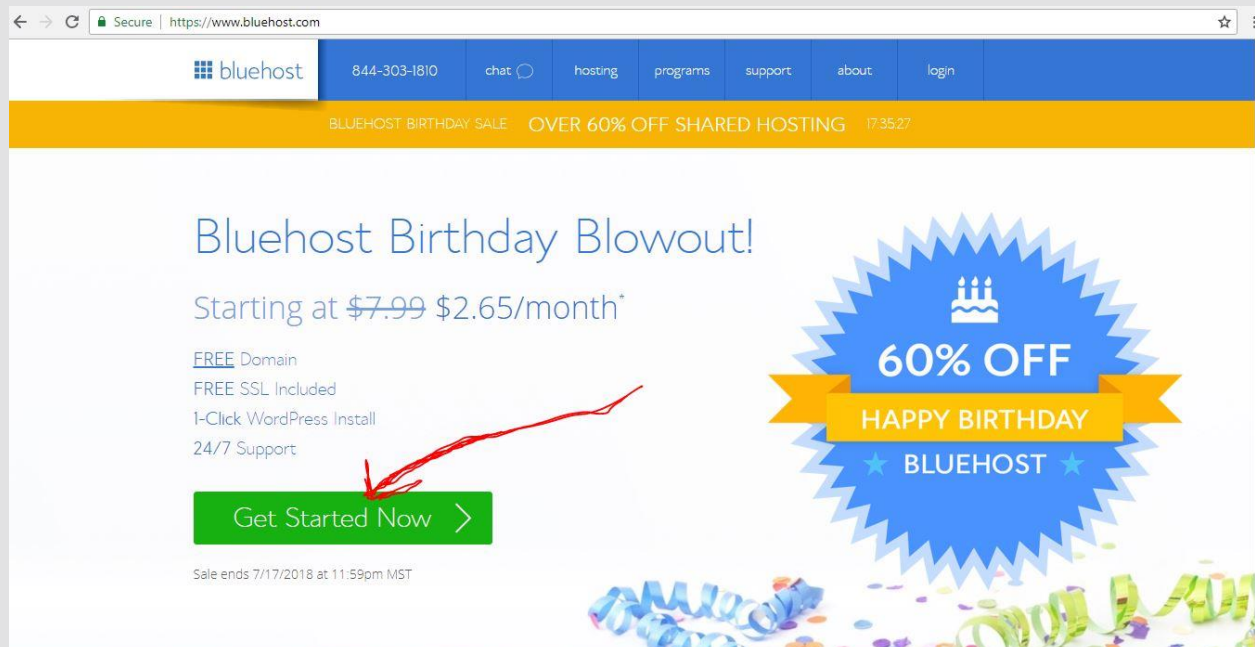 Secure | https://www.bluehost.com
bluehost 844-303-1810 chat hosting programs support about login
BLUEHOST BIRTHDAY SALE OVER 60% OFF SHARED HOSTING 17:35:27
Bluehost Birthday Blowout!
Starting at $7.99 $2.65/month*
FREE Domain
FREE SSL Included
1-Click WordPress Install
24/7 Support
Get Started Now
Sale ends 7/17/2018 at 11:59pm MST
60% OFF
HAPPY BIRTHDAY
BLUEHOST